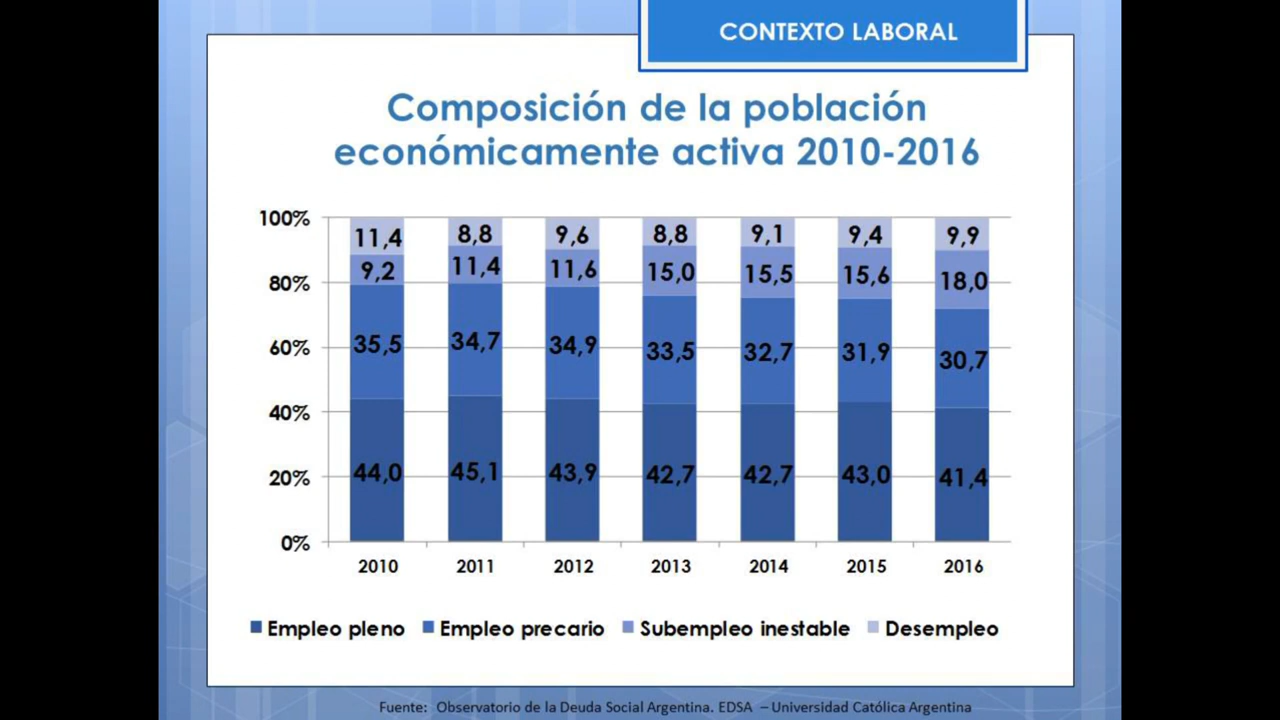 CONTEXTO LABORAL
Composición de la población
económicamente activa 2010-2016
100%
80%
60%
40%
20%
0%
11,4 8,8 9,6 8,8 9,1 9,4 9,9
9,2 11,4 11,6 15,0 15,5 15,6 18,0
35,5 34,7 34,9 33,5 32,7 31,9 30,7
44,0 45,1 43,9 42,7 42,7 43,0 41,4
2010 2011 2012 2013 2014 2015 2016
Empleo pleno Empleo precario Subempleo inestable Desempleo
Fuente: Observatorio de la Deuda Social Argentina. EDSA – Universidad Católica Argentina